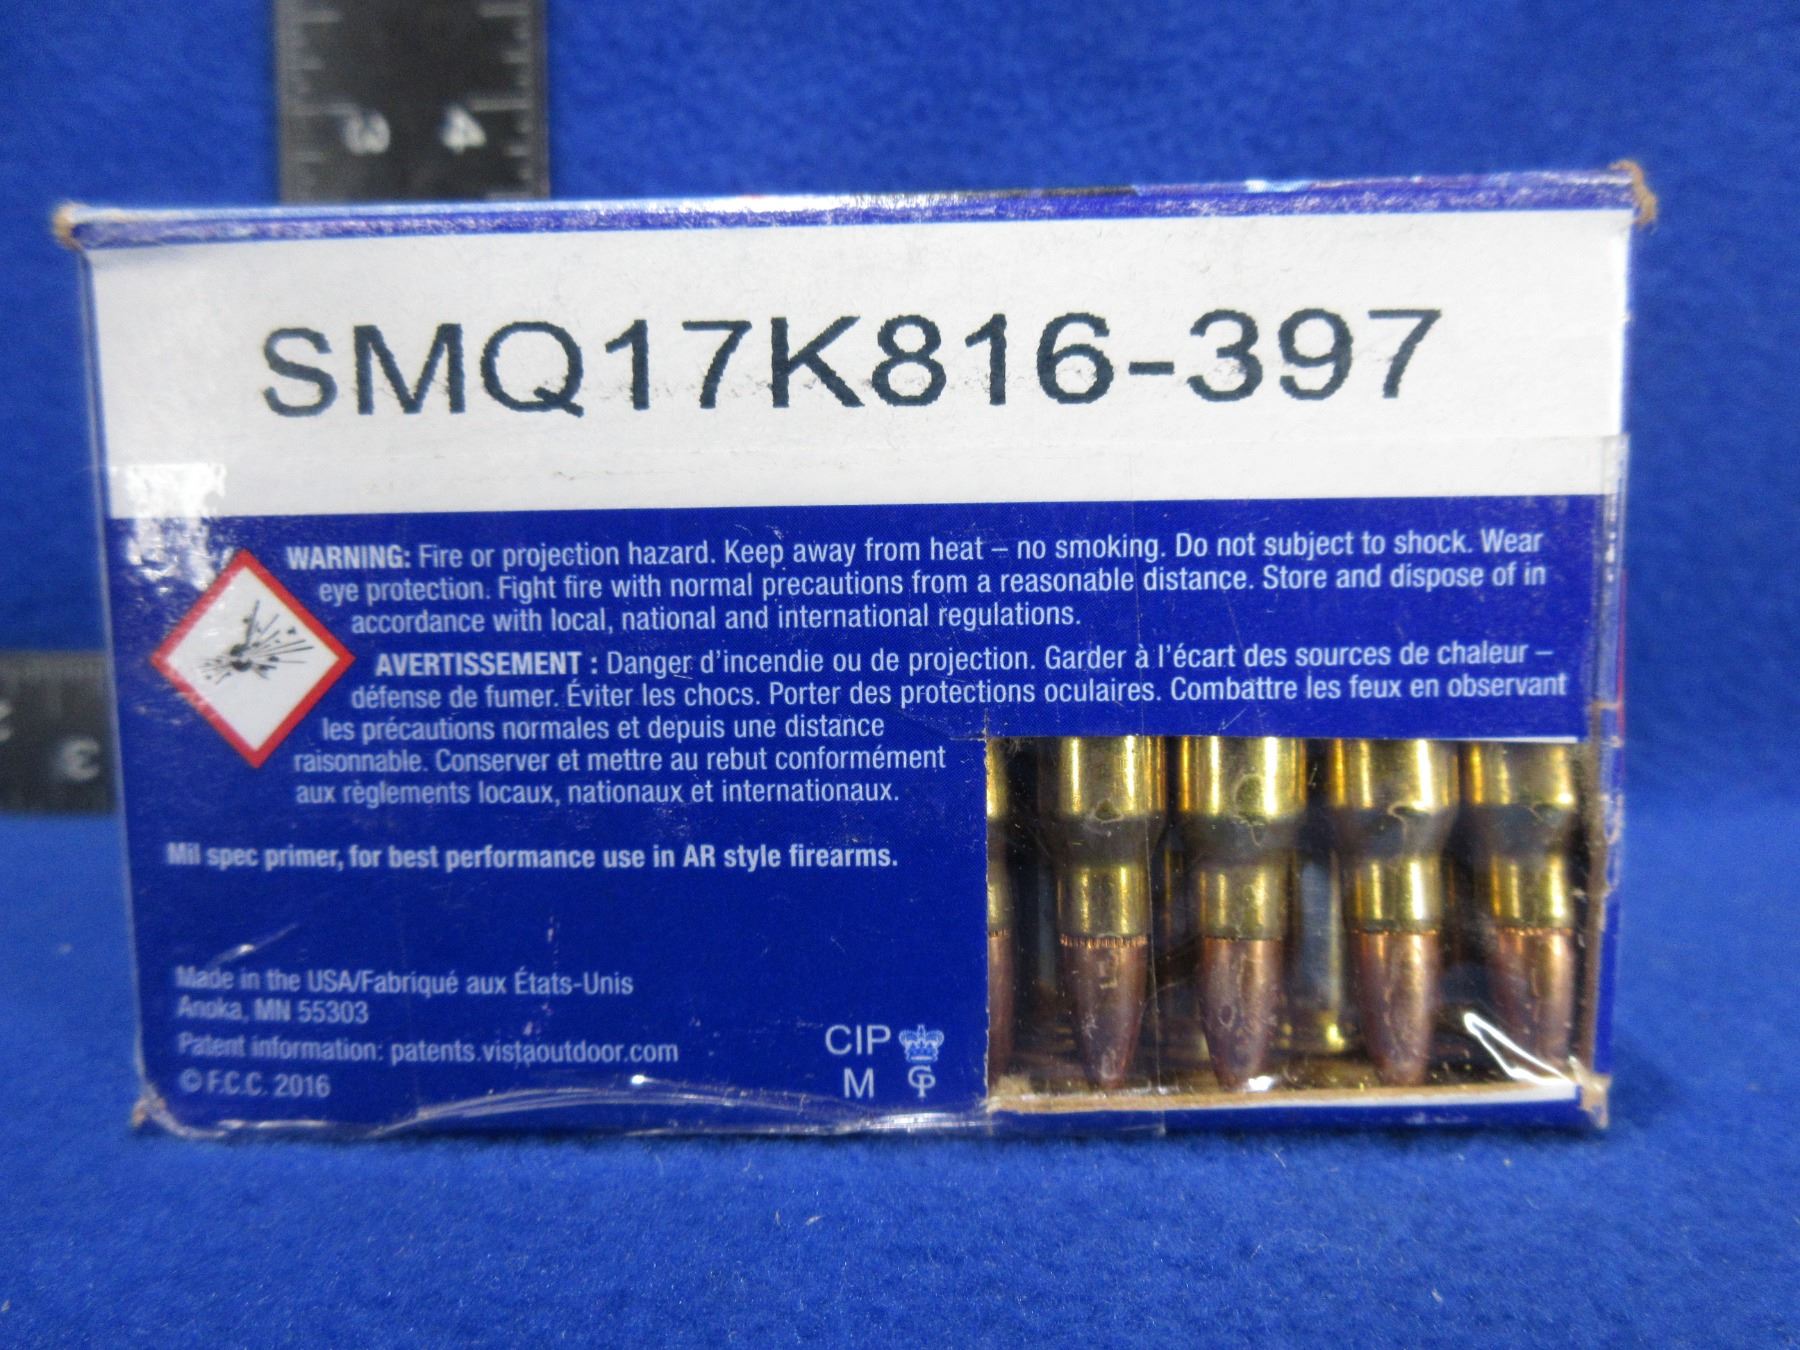 3 4
SMQ17K816-397
WARNING: Fire or projection hazard. Keep away from heat – no smoking. Do not subject to shock. Wear
eye protection. Fight fire with normal precautions from a reasonable distance. Store and dispose of in
accordance with local, national and international regulations.
AVERTISSEMENT : Danger d'incendie ou de projection. Garder à l'écart des sources de chaleur –
défense de fumer. Éviter les chocs. Porter des protections oculaires. Combattre les feux en observant
les précautions normales et depuis une distance
raisonnable. Conserver et mettre au rebut conformément
aux règlements locaux, nationaux et internationaux.
2 3
Mil spec primer, for best performance use in AR style firearms.
Made in the USA/Fabriqué aux États-Unis
Anoka, MN 55303
Patent information: patents.vistaoutdoor.com
© F.C.C. 2016
CIP
M GP